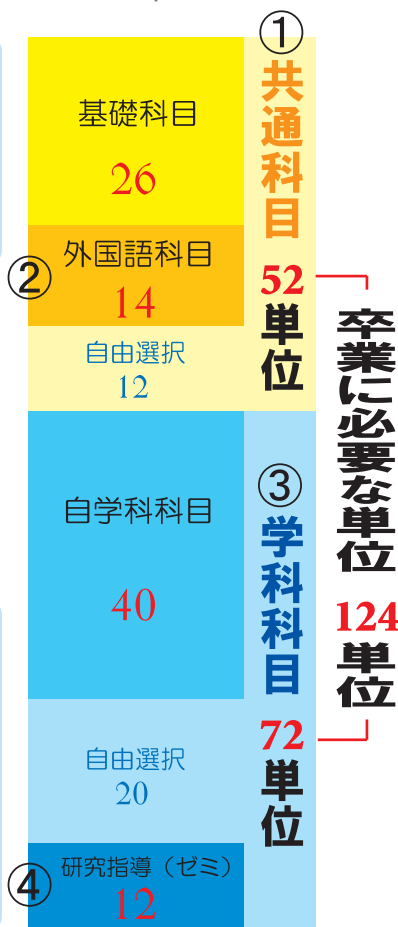 ①
共通科目
52
単位
基礎科目
26
②
外国語科目
14
自由選択
12
③
学科科目
72
単位
自学科科目
40
自由選択
20
④
研究指導（ゼミ）
12
卒業に必要な単位
124
単位